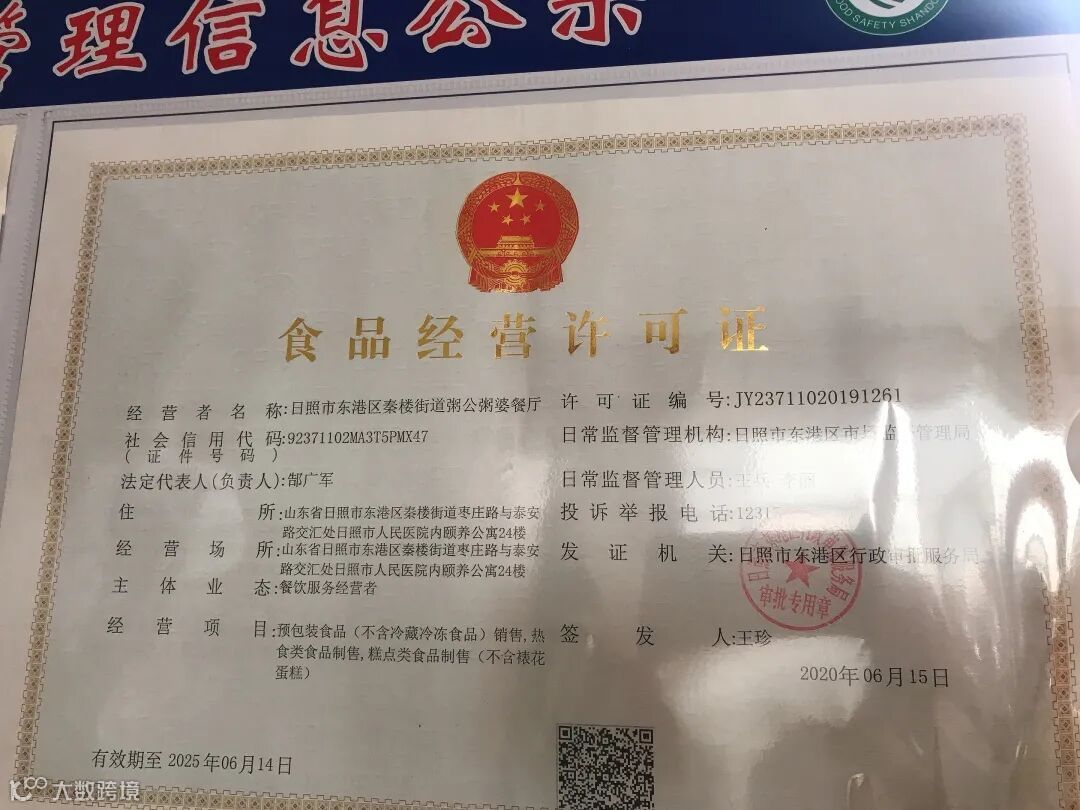 管理信息公示
FOOD SAFETY SHANDONG
食品经营许可证
经营者名称:日照市东港区秦楼街道粥公粥婆餐厅
社会信用代码:92371102MA3T5PMX47
(证件号码)
法定代表人(负责人):郜广军
住所:山东省日照市东港区秦楼街道枣庄路与泰安
路交汇处日照市人民医院内颐养公寓24楼
经营场所:山东省日照市东港区秦楼街道枣庄路与泰安
路交汇处日照市人民医院内颐养公寓24楼
主体业态:餐饮服务经营者
经营项目:预包装食品（不含冷藏冷冻食品）销售,热
食类食品制售,糕点类食品制售（不含裱花
蛋糕）
许可证编号:JY23711020191261
日常监督管理机构:日照市东港区市场监督管理局
日常监督管理人员:
投诉举报电话:12317
发证机关:日照市东港区行政审批服务局
审批专用章
签发人:王珍
2020年06月15日
有效期至 2025年06月14日
大数跨境